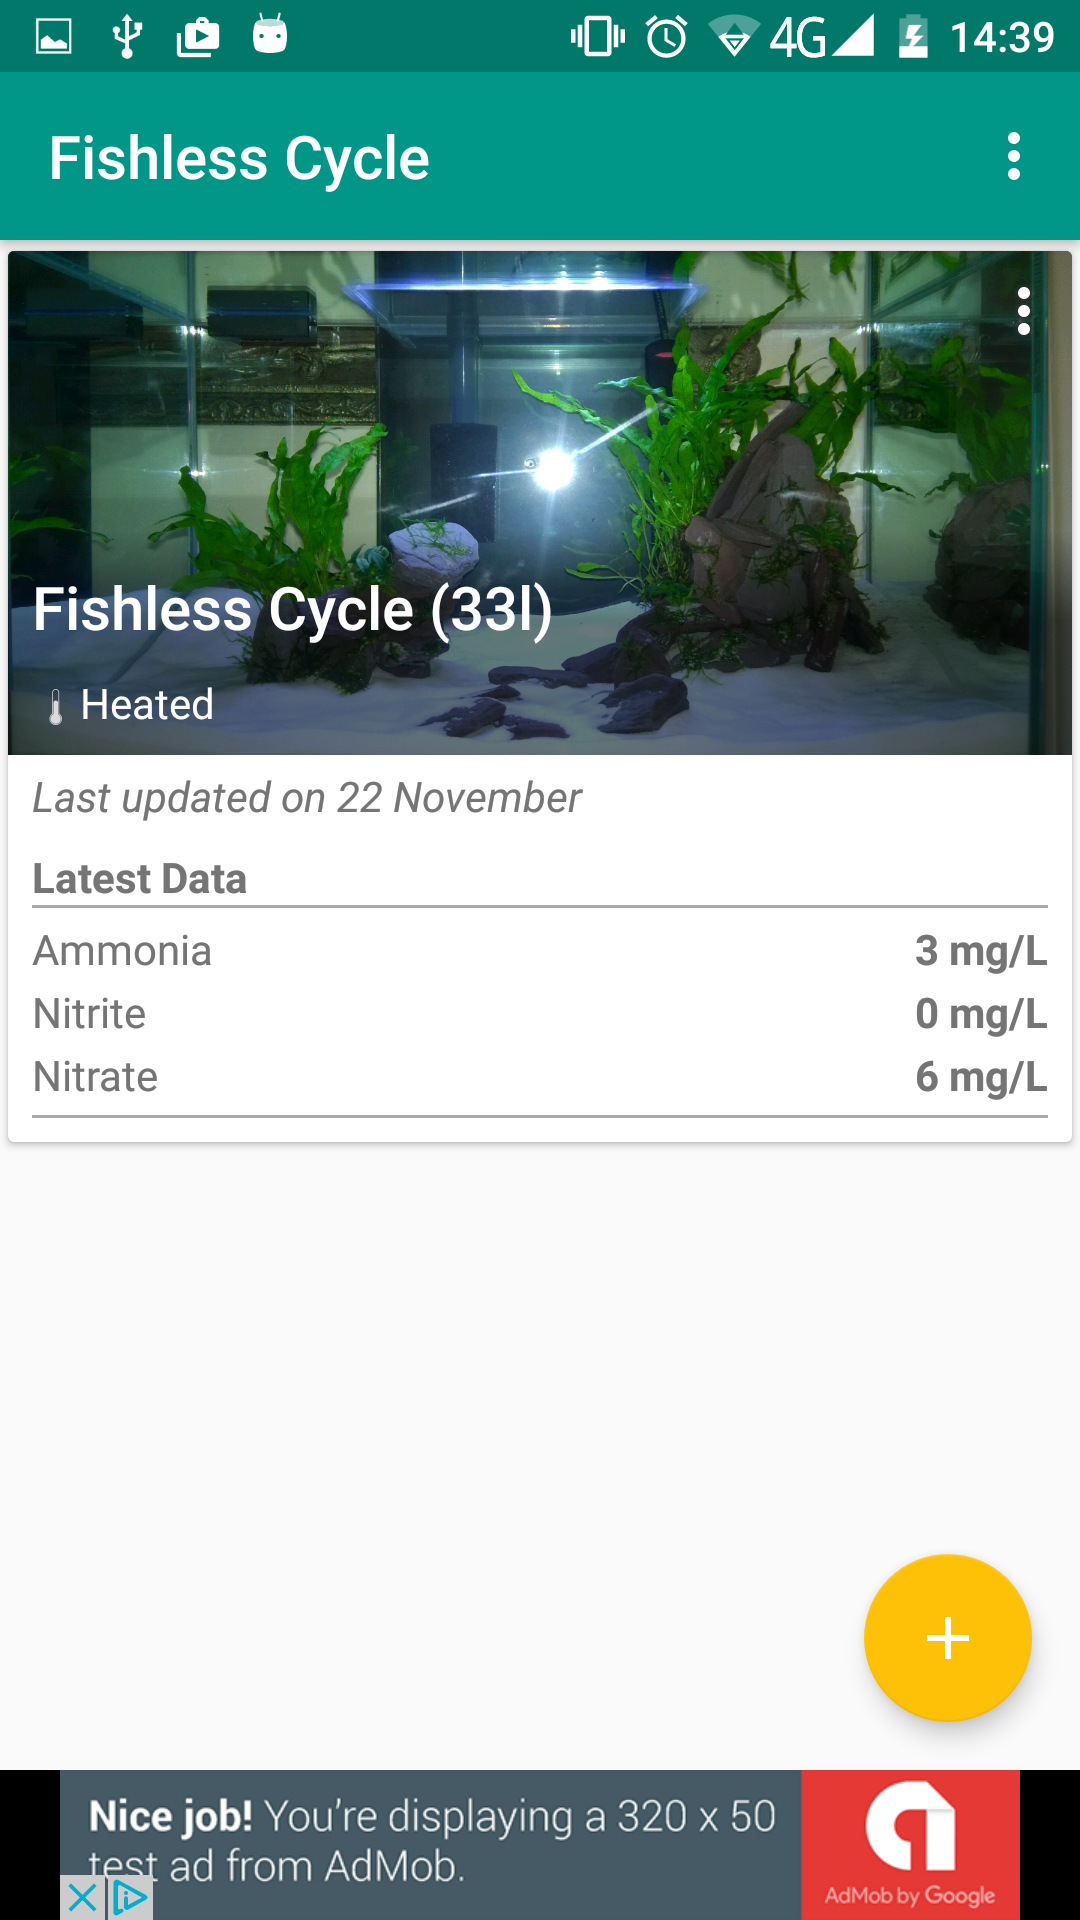 4G 14:39
Fishless Cycle
Fishless Cycle (33l)
Heated
Last updated on 22 November
Latest Data
Ammonia 3 mg/L
Nitrite 0 mg/L
Nitrate 6 mg/L
Nice job! You're displaying a 320 x 50
test ad from AdMob.
AdMob by Google